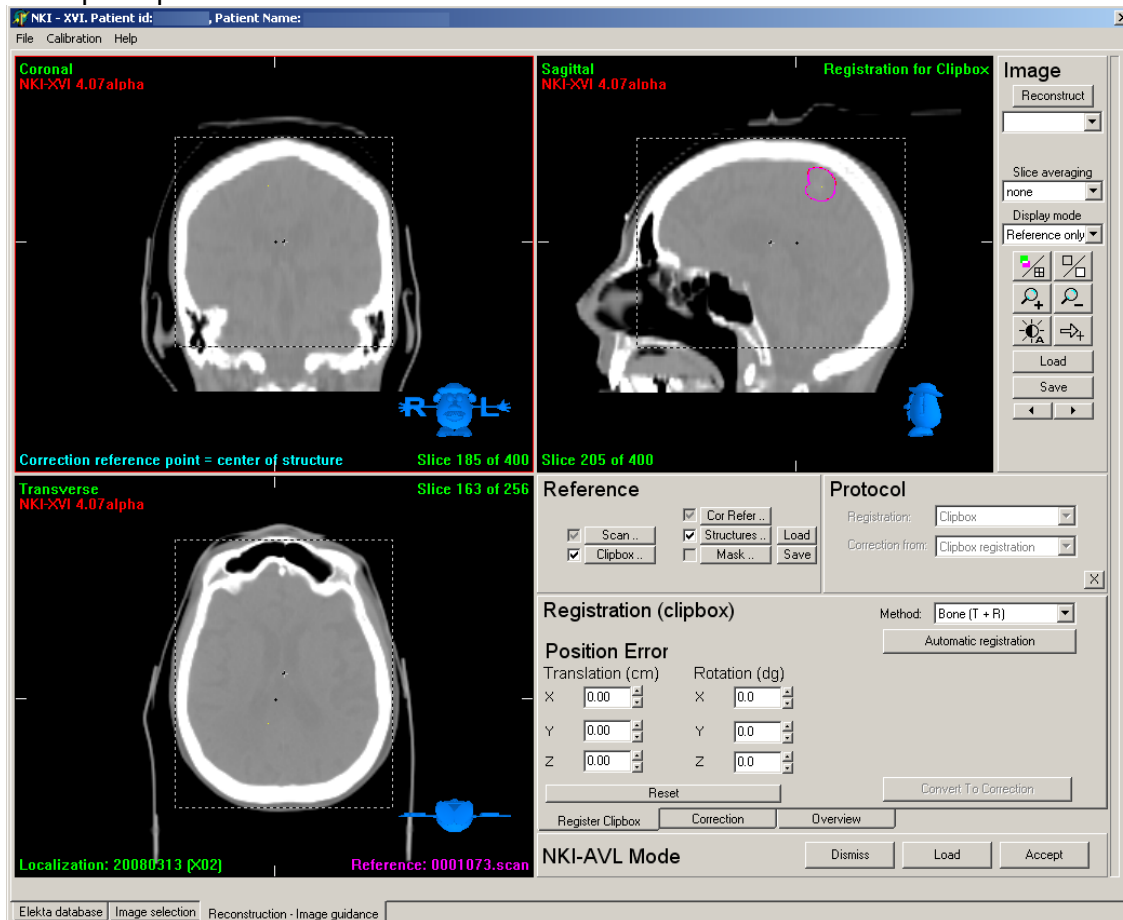 NKI - XVI. Patient id: , Patient Name:
File Calibration Help
Coronal
NKI-XVI 4.07alpha
R L
Correction reference point = center of structure
Slice 185 of 400
Sagittal
NKI-XVI 4.07alpha
Registration for Clipbox
Slice 205 of 400
Image
Reconstruct
Slice averaging
none
Display mode
Reference only
A
Load
Save
Transverse
NKI-XVI 4.07alpha
Slice 163 of 256
Localization: 20080313 (X02)
Reference: 0001073.scan
Reference
Cor Refer ..
Scan .. Structures .. Load
Clipbox .. Mask .. Save
Protocol
Registration: Clipbox
Correction from: Clipbox registration
X
Registration (clipbox)
Method: Bone (T + R)
Automatic registration
Position Error
Translation (cm) Rotation (dg)
X 0.00 X 0.0
Y 0.00 Y 0.0
Z 0.00 Z 0.0
Reset
Convert To Correction
Register Clipbox Correction Overview
NKI-AVL Mode
Dismiss Load Accept
Elekta database Image selection Reconstruction - Image guidance